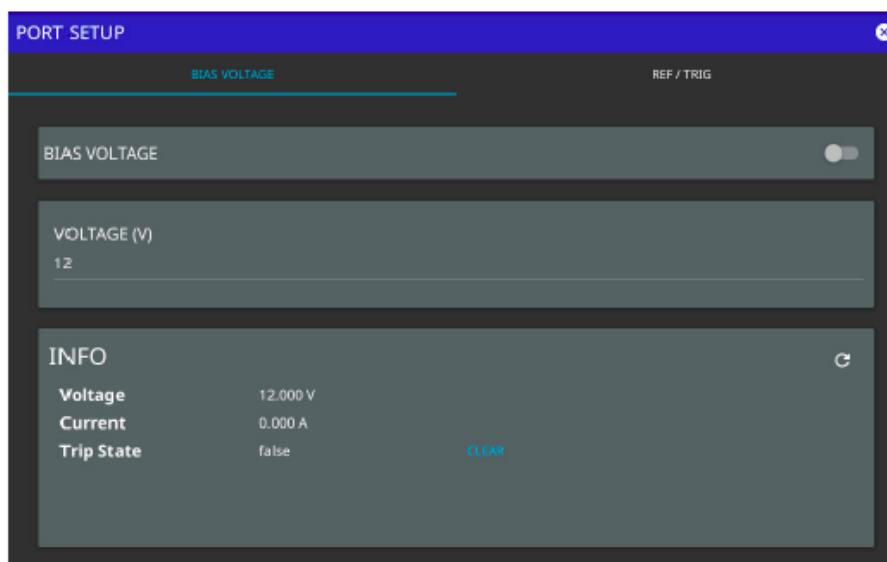 PORT SETUP
BIAS VOLTAGE REF / TRIG
BIAS VOLTAGE
VOLTAGE (V)
12
INFO
Voltage 12.000 V
Current 0.000 A
Trip State false CLEAR